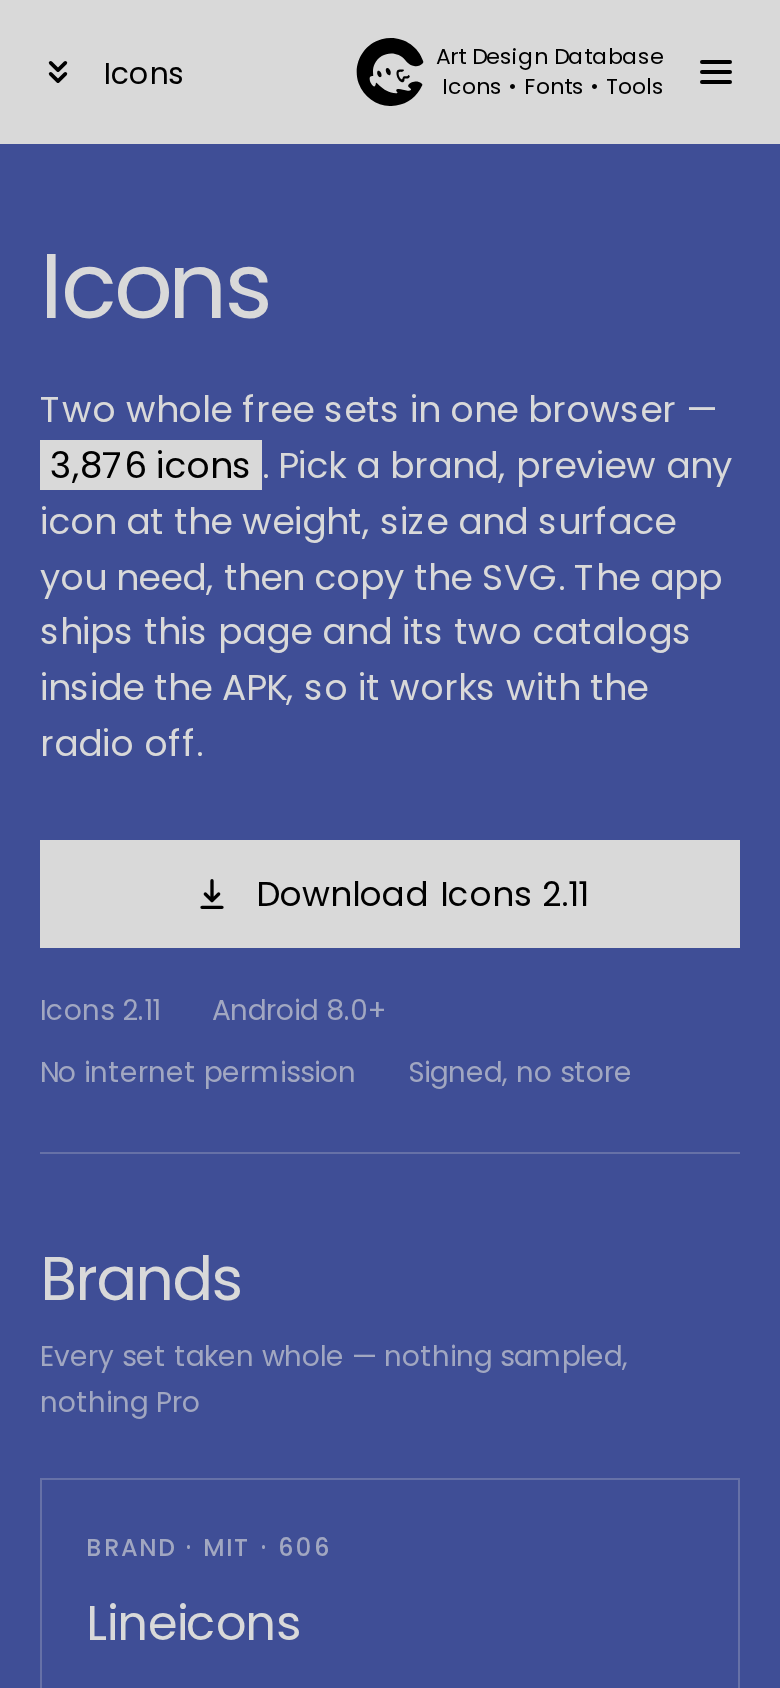 Icons
Art Design Database
Icons • Fonts • Tools
Icons
Two whole free sets in one browser —
3,876 icons . Pick a brand, preview any
icon at the weight, size and surface
you need, then copy the SVG. The app
ships this page and its two catalogs
inside the APK, so it works with the
radio off.
Download Icons 2.11
Icons 2.11 Android 8.0+
No internet permission Signed, no store
Brands
Every set taken whole — nothing sampled,
nothing Pro
BRAND · MIT · 606
Lineicons